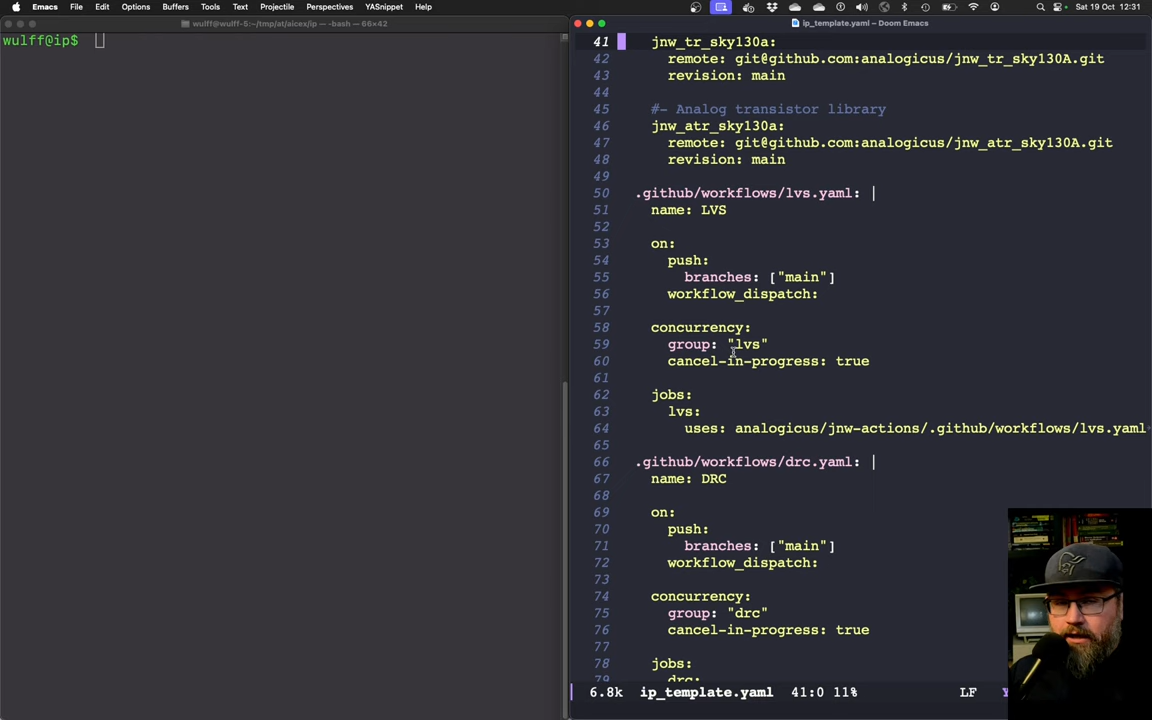 Emacs File Edit Options Buffers Tools Text Projectile Perspectives YASnippet Help Sat 19 Oct 12:31
wulff@wulff-5:~/tmp/at/aicex/ip — -bash — 66×42
wulff@ip$
ip_template.yaml – Doom Emacs
41 jnw_tr_sky130a:
42 remote: git@github.com:analogicus/jnw_tr_sky130A.git
43 revision: main
44
45 #- Analog transistor library
46 jnw_atr_sky130a:
47 remote: git@github.com:analogicus/jnw_atr_sky130A.git
48 revision: main
49
50 .github/workflows/lvs.yaml: |
51 name: LVS
52
53 on:
54 push:
55 branches: ["main"]
56 workflow_dispatch:
57
58 concurrency:
59 group: "lvs"
60 cancel-in-progress: true
61
62 jobs:
63 lvs:
64 uses: analogicus/jnw-actions/.github/workflows/lvs.yaml
65
66 .github/workflows/drc.yaml: |
67 name: DRC
68
69 on:
70 push:
71 branches: ["main"]
72 workflow_dispatch:
73
74 concurrency:
75 group: "drc"
76 cancel-in-progress: true
77
78 jobs:
79 drc:
6.8k ip_template.yaml 41:0 11% LF